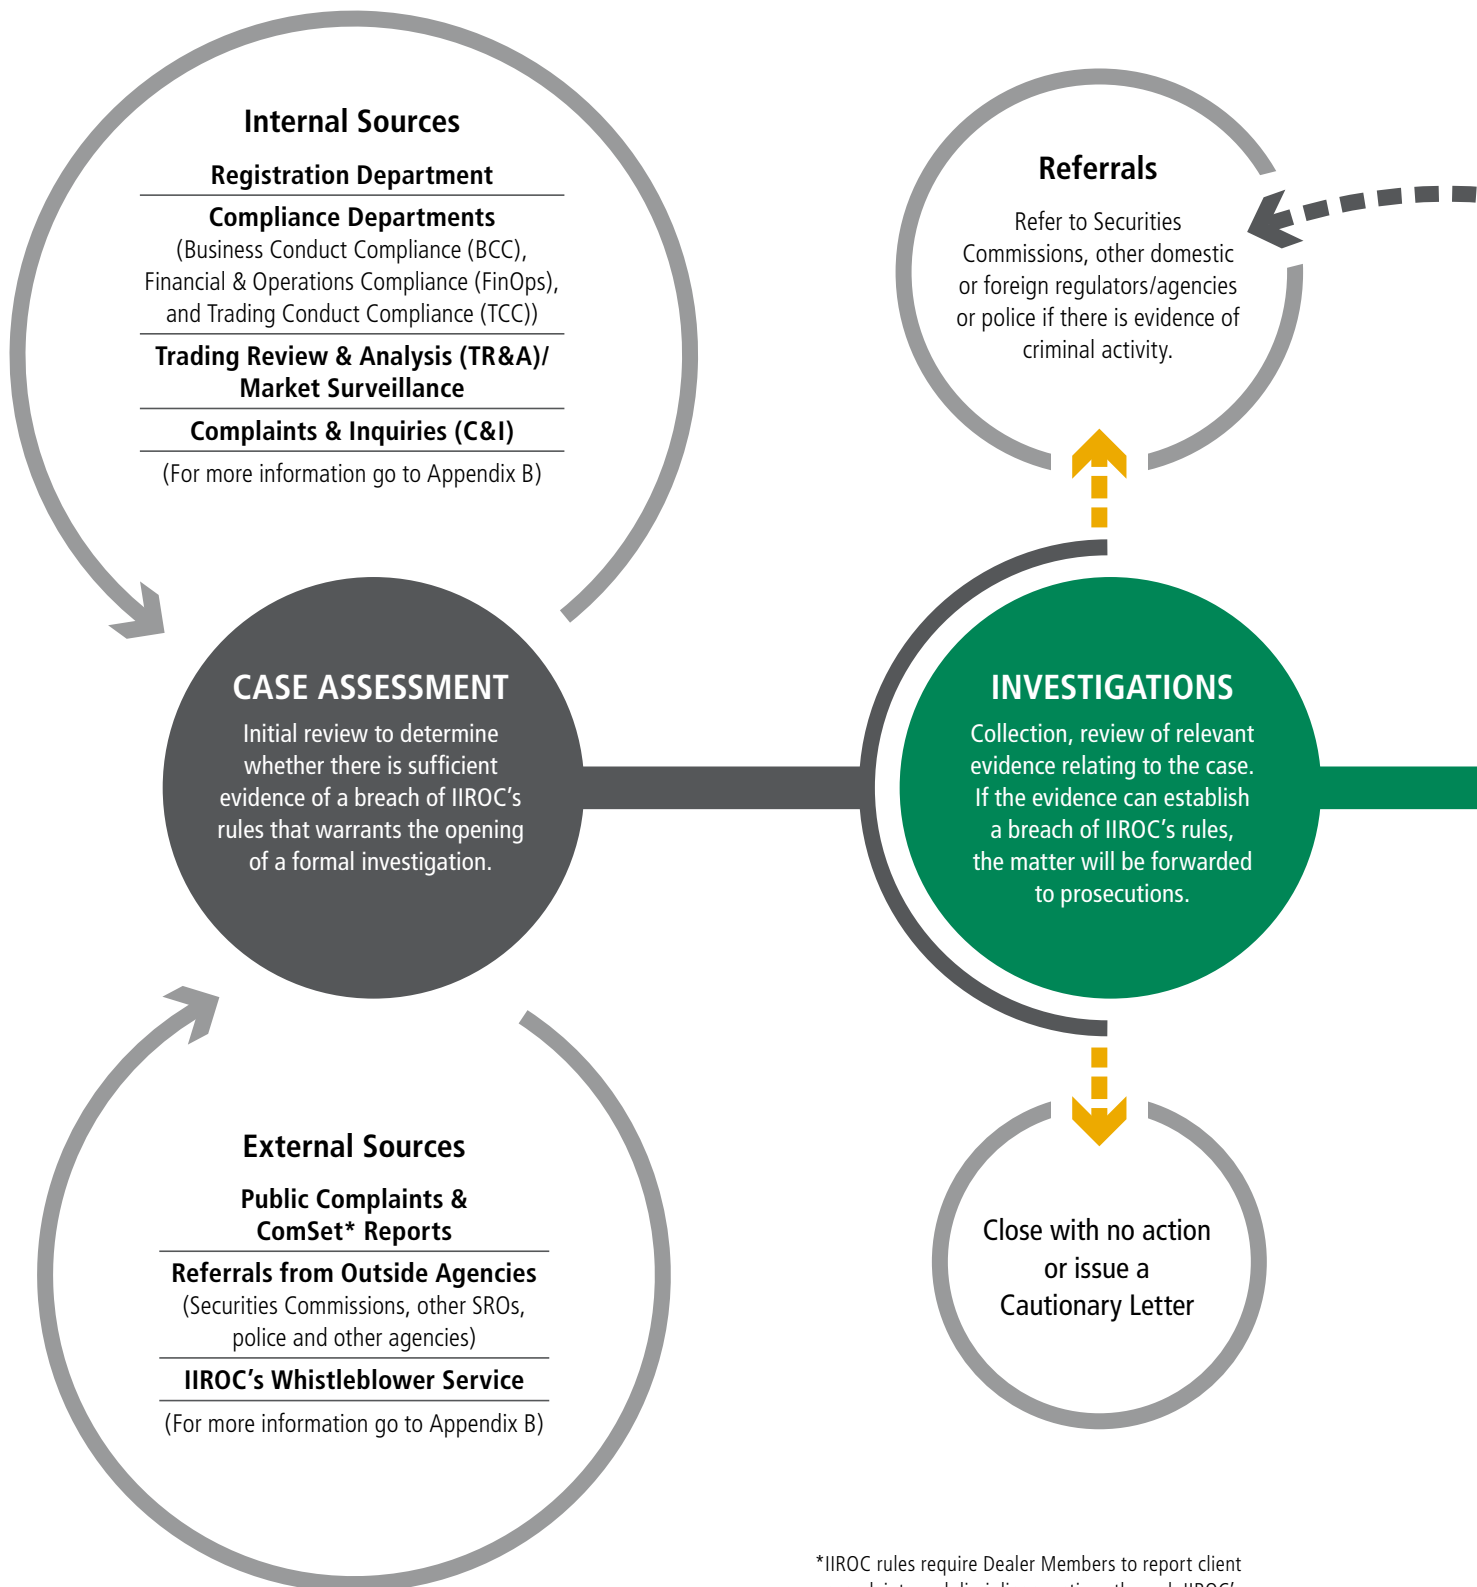 Internal Sources
Registration Department
Compliance Departments
(Business Conduct Compliance (BCC),
Financial & Operations Compliance (FinOps),
and Trading Conduct Compliance (TCC))
Trading Review & Analysis (TR&A)/
Market Surveillance
Complaints & Inquiries (C&I)
(For more information go to Appendix B)
Referrals
Refer to Securities
Commissions, other domestic
or foreign regulators/agencies
or police if there is evidence of
criminal activity.
CASE ASSESSMENT
Initial review to determine
whether there is sufficient
evidence of a breach of IIROC’s
rules that warrants the opening
of a formal investigation.
INVESTIGATIONS
Collection, review of relevant
evidence relating to the case.
If the evidence can establish
a breach of IIROC’s rules,
the matter will be forwarded
to prosecutions.
External Sources
Public Complaints &
ComSet* Reports
Referrals from Outside Agencies
(Securities Commissions, other SROs,
police and other agencies)
IIROC’s Whistleblower Service
(For more information go to Appendix B)
Close with no action
or issue a
Cautionary Letter
*IIROC rules require Dealer Members to report client